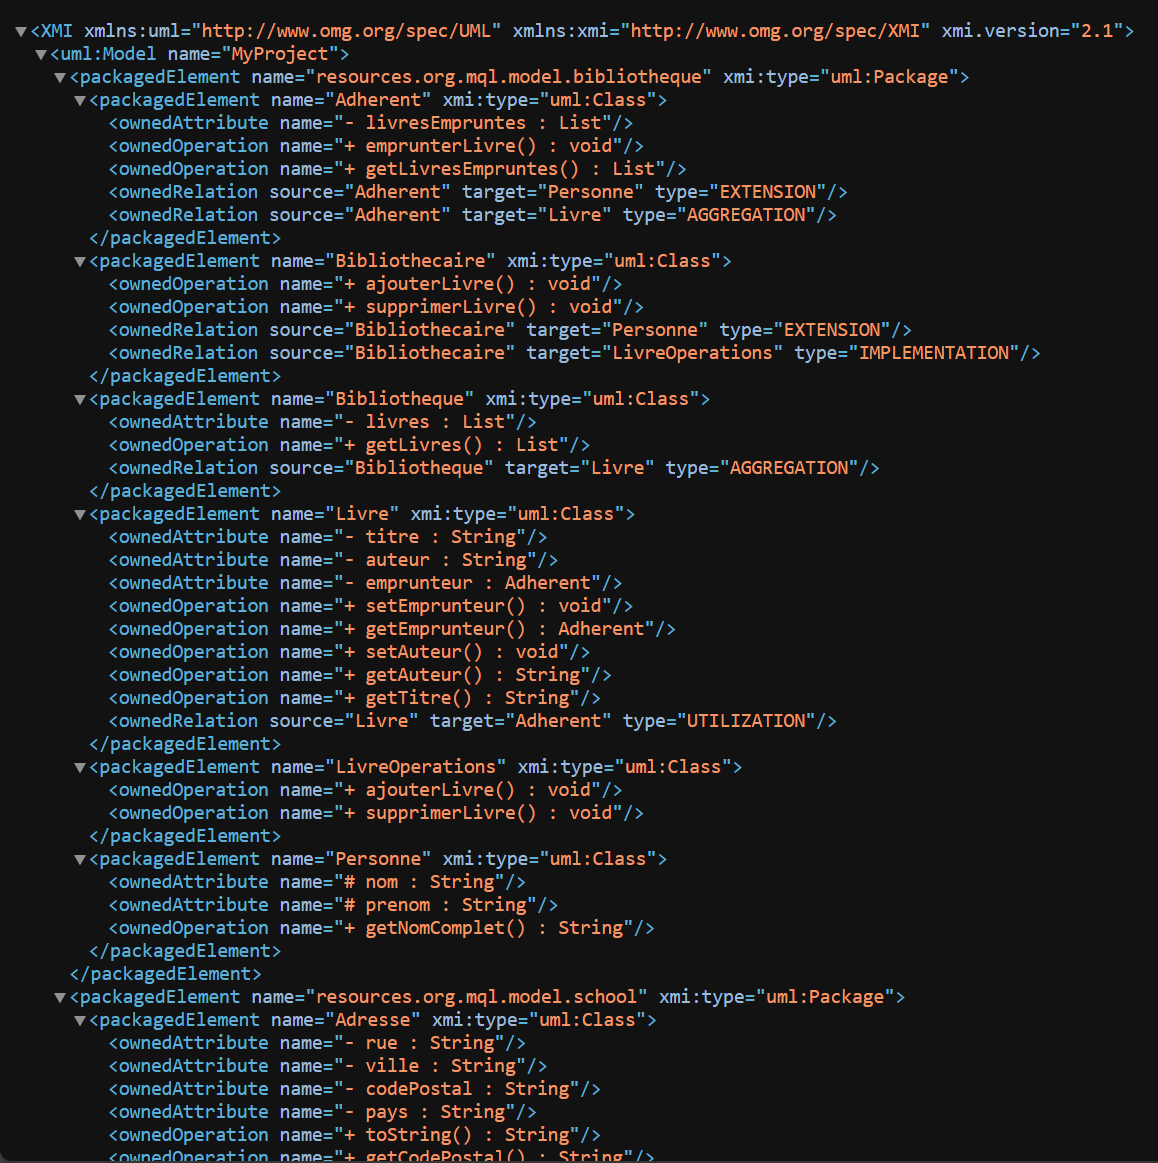 ▼<XMI xmlns:uml="http://www.omg.org/spec/UML" xmlns:xmi="http://www.omg.org/spec/XMI" xmi.version="2.1">
▼<uml:Model name="MyProject">
▼<packagedElement name="resources.org.mql.model.bibliotheque" xmi:type="uml:Package">
▼<packagedElement name="Adherent" xmi:type="uml:Class">
<ownedAttribute name="- livresEmpruntes : List"/>
<ownedOperation name="+ emprunterLivre() : void"/>
<ownedOperation name="+ getLivresEmpruntes() : List"/>
<ownedRelation source="Adherent" target="Personne" type="EXTENSION"/>
<ownedRelation source="Adherent" target="Livre" type="AGGREGATION"/>
</packagedElement>
▼<packagedElement name="Bibliothecaire" xmi:type="uml:Class">
<ownedOperation name="+ ajouterLivre() : void"/>
<ownedOperation name="+ supprimerLivre() : void"/>
<ownedRelation source="Bibliothecaire" target="Personne" type="EXTENSION"/>
<ownedRelation source="Bibliothecaire" target="LivreOperations" type="IMPLEMENTATION"/>
</packagedElement>
▼<packagedElement name="Bibliotheque" xmi:type="uml:Class">
<ownedAttribute name="- livres : List"/>
<ownedOperation name="+ getLivres() : List"/>
<ownedRelation source="Bibliotheque" target="Livre" type="AGGREGATION"/>
</packagedElement>
▼<packagedElement name="Livre" xmi:type="uml:Class">
<ownedAttribute name="- titre : String"/>
<ownedAttribute name="- auteur : String"/>
<ownedAttribute name="- emprunteur : Adherent"/>
<ownedOperation name="+ setEmprunteur() : void"/>
<ownedOperation name="+ getEmprunteur() : Adherent"/>
<ownedOperation name="+ setAuteur() : void"/>
<ownedOperation name="+ getAuteur() : String"/>
<ownedOperation name="+ getTitre() : String"/>
<ownedRelation source="Livre" target="Adherent" type="UTILIZATION"/>
</packagedElement>
▼<packagedElement name="LivreOperations" xmi:type="uml:Class">
<ownedOperation name="+ ajouterLivre() : void"/>
<ownedOperation name="+ supprimerLivre() : void"/>
</packagedElement>
▼<packagedElement name="Personne" xmi:type="uml:Class">
<ownedAttribute name="# nom : String"/>
<ownedAttribute name="# prenom : String"/>
<ownedOperation name="+ getNomComplet() : String"/>
</packagedElement>
</packagedElement>
▼<packagedElement name="resources.org.mql.model.school" xmi:type="uml:Package">
▼<packagedElement name="Adresse" xmi:type="uml:Class">
<ownedAttribute name="- rue : String"/>
<ownedAttribute name="- ville : String"/>
<ownedAttribute name="- codePostal : String"/>
<ownedAttribute name="- pays : String"/>
<ownedOperation name="+ toString() : String"/>
<ownedOperation name="+ getCodePostal() : String"/>